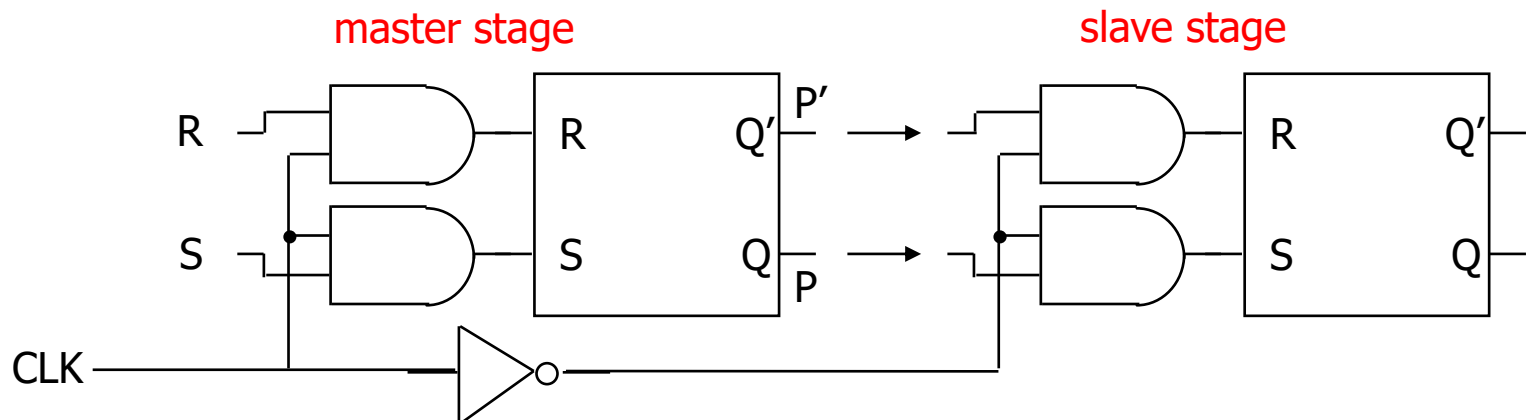 master stage
slave stage
R
R
Q’
P’
R
Q’
S
S
Q
P
S
Q
CLK